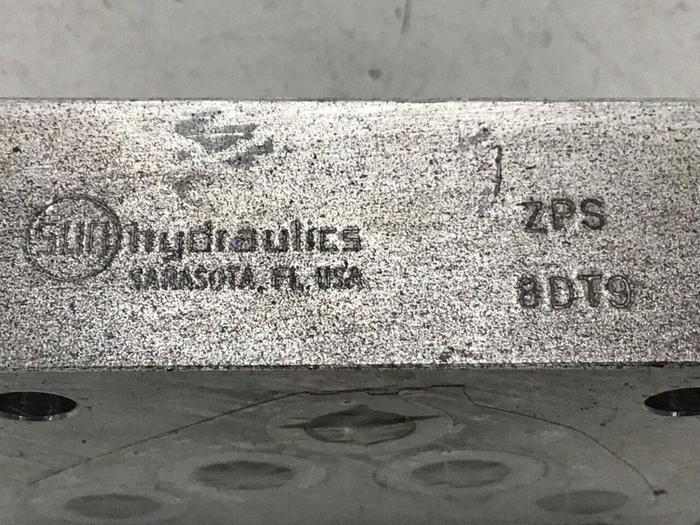 sun hydraulics
SARASOTA, FL, USA
ZPS
8DT9